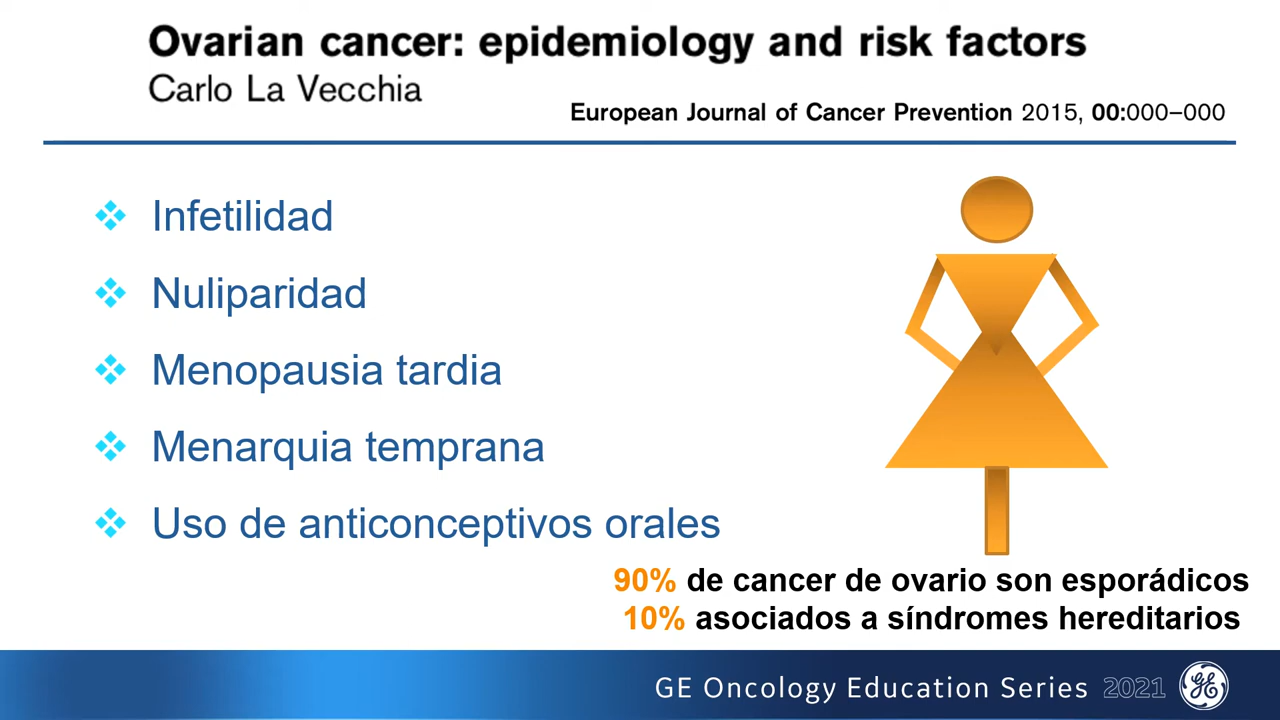 Ovarian cancer: epidemiology and risk factors
Carlo La Vecchia
European Journal of Cancer Prevention 2015, 00:000–000
Infetilidad
Nuliparidad
Menopausia tardia
Menarquia temprana
Uso de anticonceptivos orales
90% de cancer de ovario son esporádicos
10% asociados a síndromes hereditarios
GE Oncology Education Series 2021